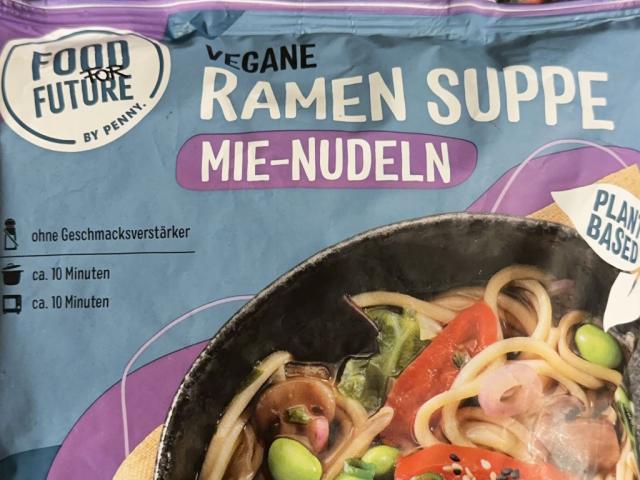 FOOD
FOR
FUTURE
BY PENNY.
VEGANE
RAMEN SUPPE
MIE-NUDELN
ohne Geschmacksverstärker
ca. 10 Minuten
ca. 10 Minuten
PLANT
BASED